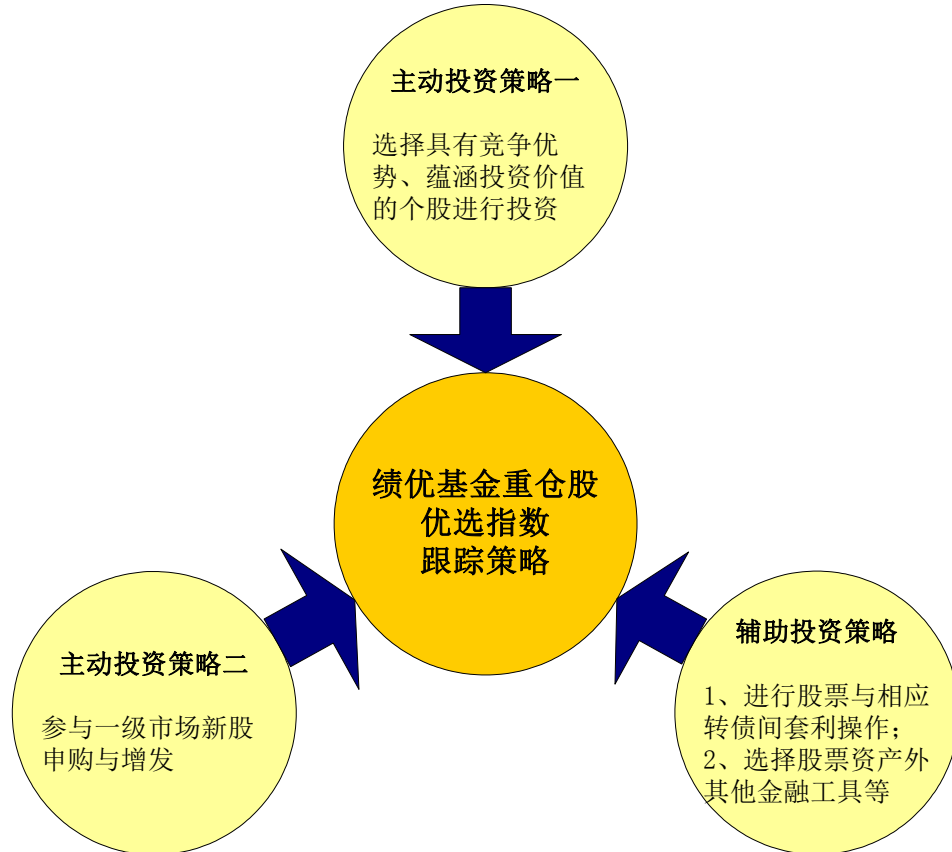 主动投资策略一
选择具有竞争优
势、蕴涵投资价值
的个股进行投资
绩优基金重仓股
优选指数
跟踪策略
主动投资策略二
参与一级市场新股
申购与增发
辅助投资策略
1、进行股票与相应
转债间套利操作；
2、选择股票资产外
其他金融工具等